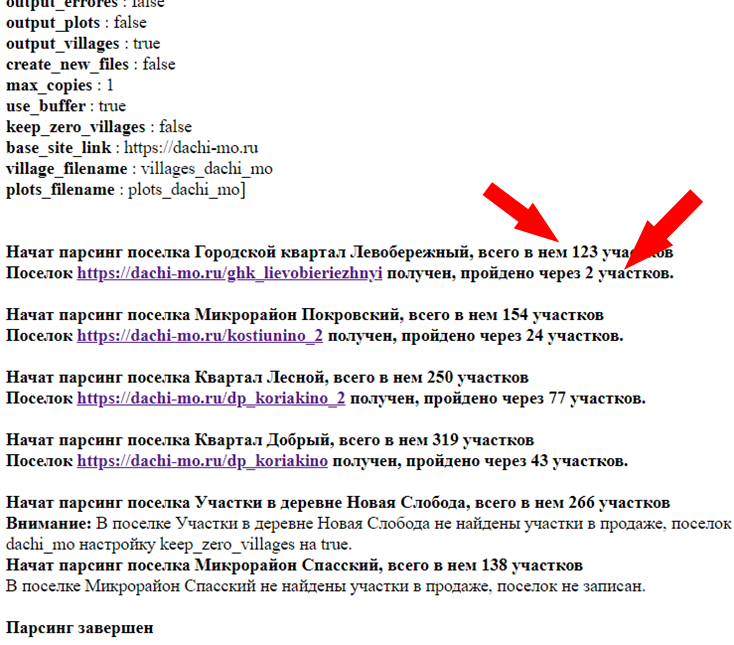 output_errores : false
output_plots : false
output_villages : true
create_new_files : false
max_copies : 1
use_buffer : true
keep_zero_villages : false
base_site_link : https://dachi-mo.ru
village_filename : villages_dachi_mo
plots_filename : plots_dachi_mo]
Начат парсинг поселка Городской квартал Левобережный, всего в нем 123 участков
Поселок https://dachi-mo.ru/ghk_lievobieriezhnyi получен, пройдено через 2 участков.
Начат парсинг поселка Микрорайон Покровский, всего в нем 154 участков
Поселок https://dachi-mo.ru/kostiunino_2 получен, пройдено через 24 участков.
Начат парсинг поселка Квартал Лесной, всего в нем 250 участков
Поселок https://dachi-mo.ru/dp_koriakino_2 получен, пройдено через 77 участков.
Начат парсинг поселка Квартал Добрый, всего в нем 319 участков
Поселок https://dachi-mo.ru/dp_koriakino получен, пройдено через 43 участков.
Начат парсинг поселка Участки в деревне Новая Слобода, всего в нем 266 участков
Внимание: В поселке Участки в деревне Новая Слобода не найдены участки в продаже, поселок
dachi_mo настройку keep_zero_villages на true.
Начат парсинг поселка Микрорайон Спасский, всего в нем 138 участков
В поселке Микрорайон Спасский не найдены участки в продаже, поселок не записан.
Парсинг завершен